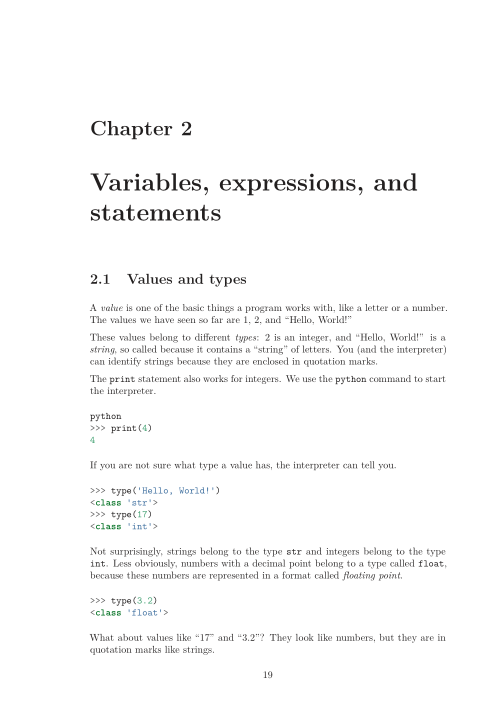 Chapter 2
Variables, expressions, and
statements
2.1 Values and types
A value is one of the basic things a program works with, like a letter or a number.
The values we have seen so far are 1, 2, and “Hello, World!”
These values belong to different types: 2 is an integer, and “Hello, World!” is a
string, so called because it contains a “string” of letters. You (and the interpreter)
can identify strings because they are enclosed in quotation marks.
The print statement also works for integers. We use the python command to start
the interpreter.
python
>>> print(4)
4
If you are not sure what type a value has, the interpreter can tell you.
>>> type('Hello, World!')
<class 'str'>
>>> type(17)
<class 'int'>
Not surprisingly, strings belong to the type str and integers belong to the type
int. Less obviously, numbers with a decimal point belong to a type called float,
because these numbers are represented in a format called floating point.
>>> type(3.2)
<class 'float'>
What about values like “17” and “3.2”? They look like numbers, but they are in
quotation marks like strings.
19